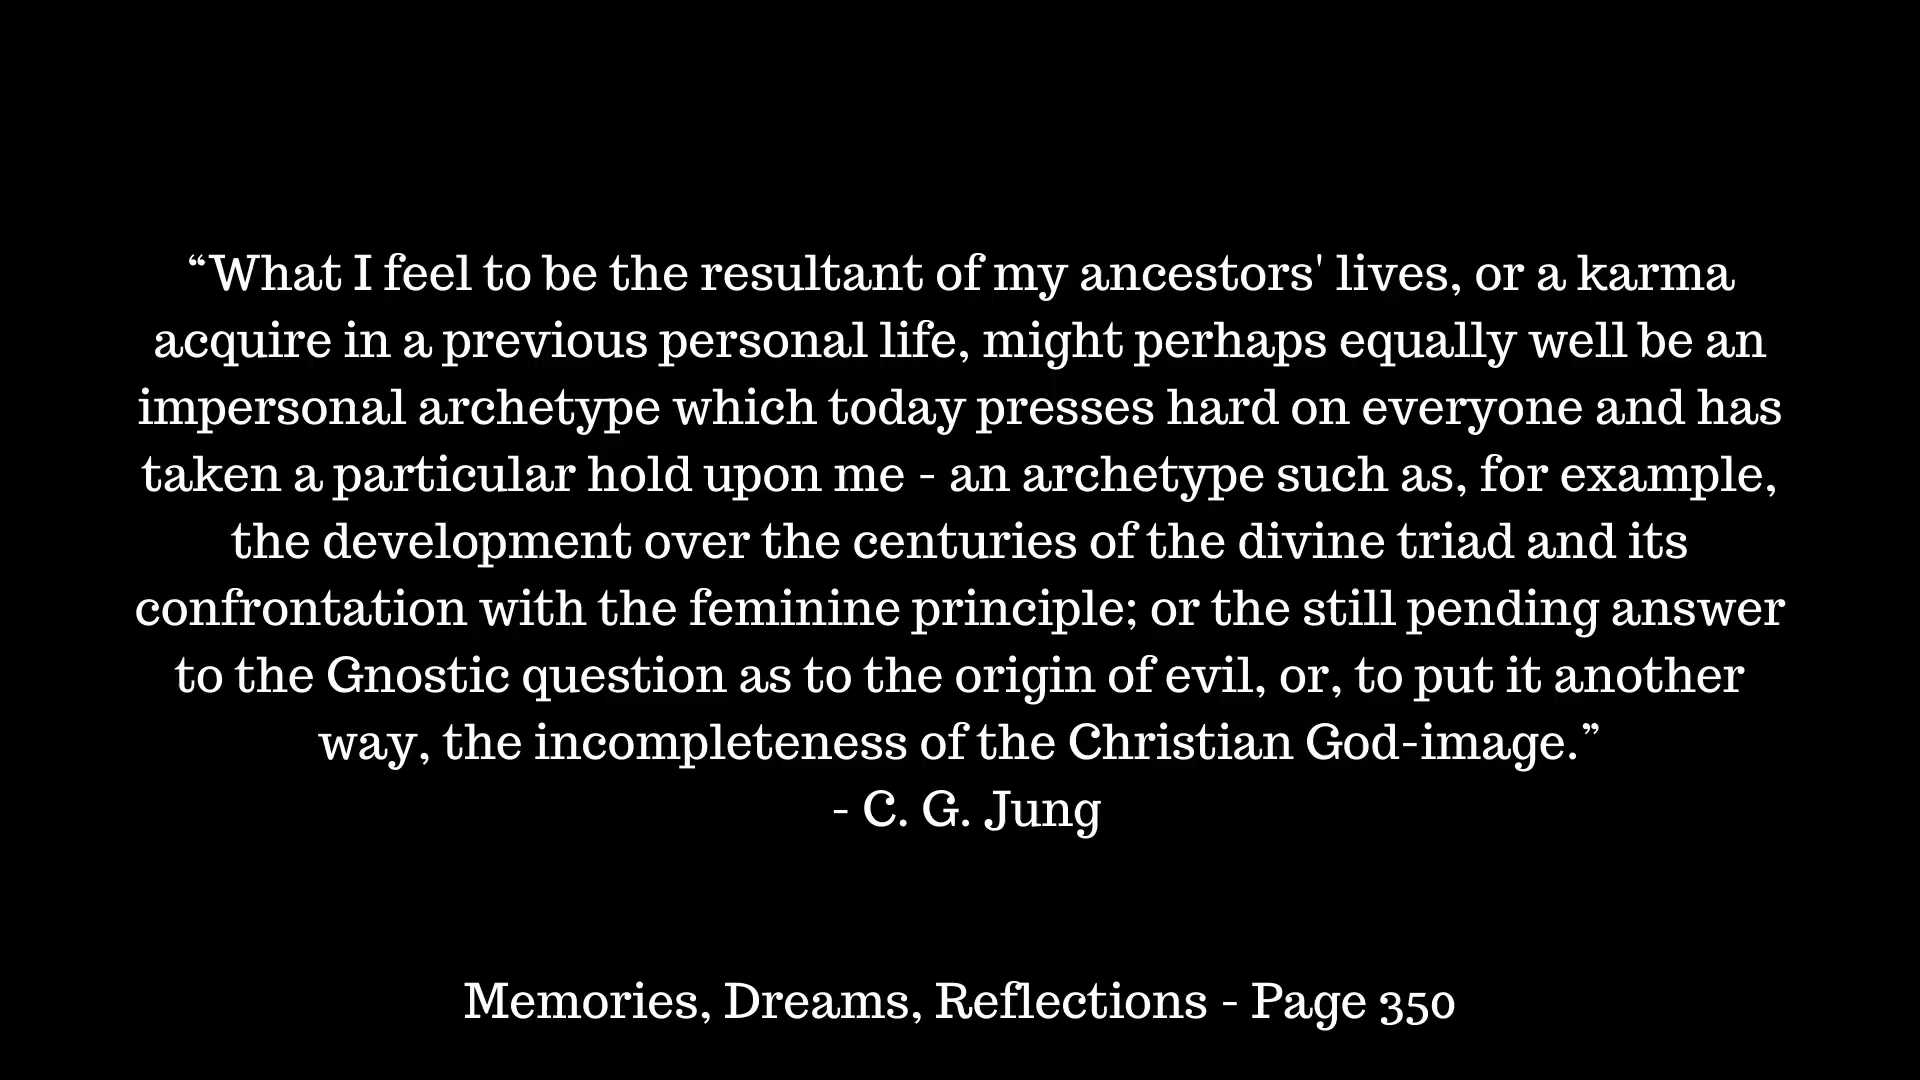 “What I feel to be the resultant of my ancestors' lives, or a karma
acquire in a previous personal life, might perhaps equally well be an
impersonal archetype which today presses hard on everyone and has
taken a particular hold upon me - an archetype such as, for example,
the development over the centuries of the divine triad and its
confrontation with the feminine principle; or the still pending answer
to the Gnostic question as to the origin of evil, or, to put it another
way, the incompleteness of the Christian God-image.”
- C. G. Jung
Memories, Dreams, Reflections - Page 350